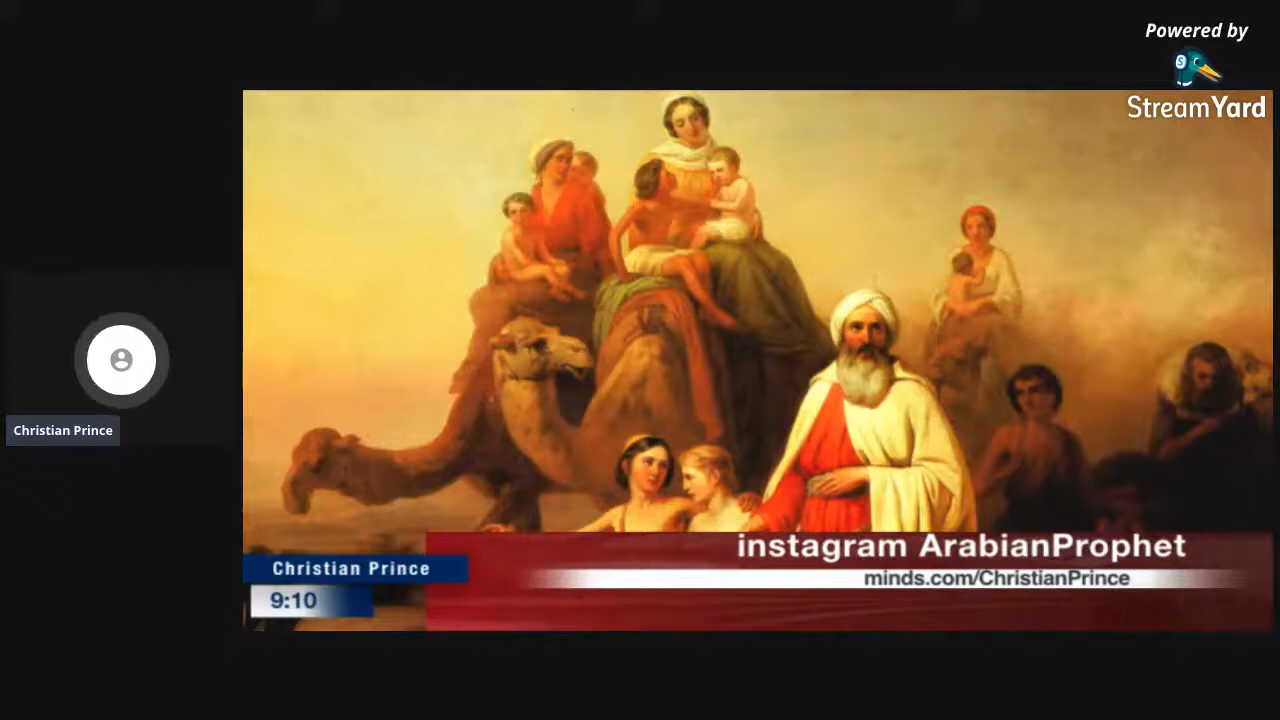 Powered by
StreamYard
Christian Prince
instagram ArabianProphet
minds.com/ChristianPrince
Christian Prince
9:10